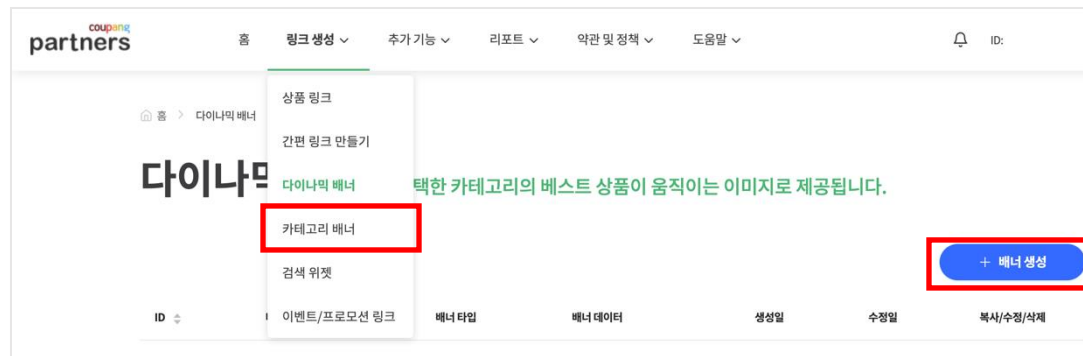 coupang
partners
홈 링크 생성 추가 기능 리포트 약관 및 정책 도움말 ID:
상품 링크
홈 > 다이나믹 배너
간편 링크 만들기
다이나믹
다이나믹 배너
택한 카테고리의 베스트 상품이 움직이는 이미지로 제공됩니다.
카테고리 배너
+ 배너 생성
검색 위젯
이벤트/프로모션 링크
ID 배너 타입 배너 데이터 생성일 수정일 복사/수정/삭제